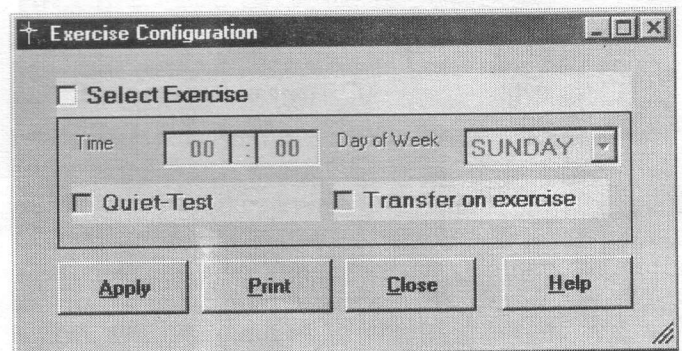 Exercise Configuration
Select Exercise
Time 00 : 00 Day of Week SUNDAY
Quiet-Test Transfer on exercise
Apply Print Close Help